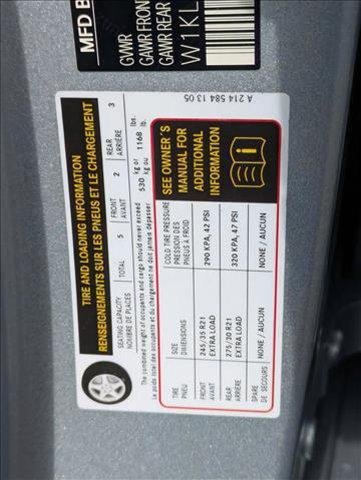 MFD B
GWR
GAWR FRON
GAWR REAR
W1KL
A 214 584 13 05
TIRE AND LOADING INFORMATION
RENSEIGNEMENTS SUR LES PNEUS ET LE CHARGEMENT
SEATING CAPACITY TOTAL 5 FRONT 2 REAR 3
NOMBRE DE PLACES AVANT ARRIÈRE
The combined weight of occupants and cargo should never exceed 530 kg or 1168 lbs.
Le poids total des occupants et du chargement ne doit jamais dépasser kg ou lb.
TIRE SIZE COLD TIRE PRESSURE
PNEU DIMENSIONS PRESSION DES
PNEUS À FROID
FRONT 245/35 R21 290 KPA, 42 PSI
AVANT EXTRA LOAD
REAR 275/30 R21 320 KPA, 47 PSI
ARRIÈRE EXTRA LOAD
SPARE NONE / AUCUN NONE / AUCUN
DE SECOURS
SEE OWNER'S
MANUAL FOR
ADDITIONAL
INFORMATION